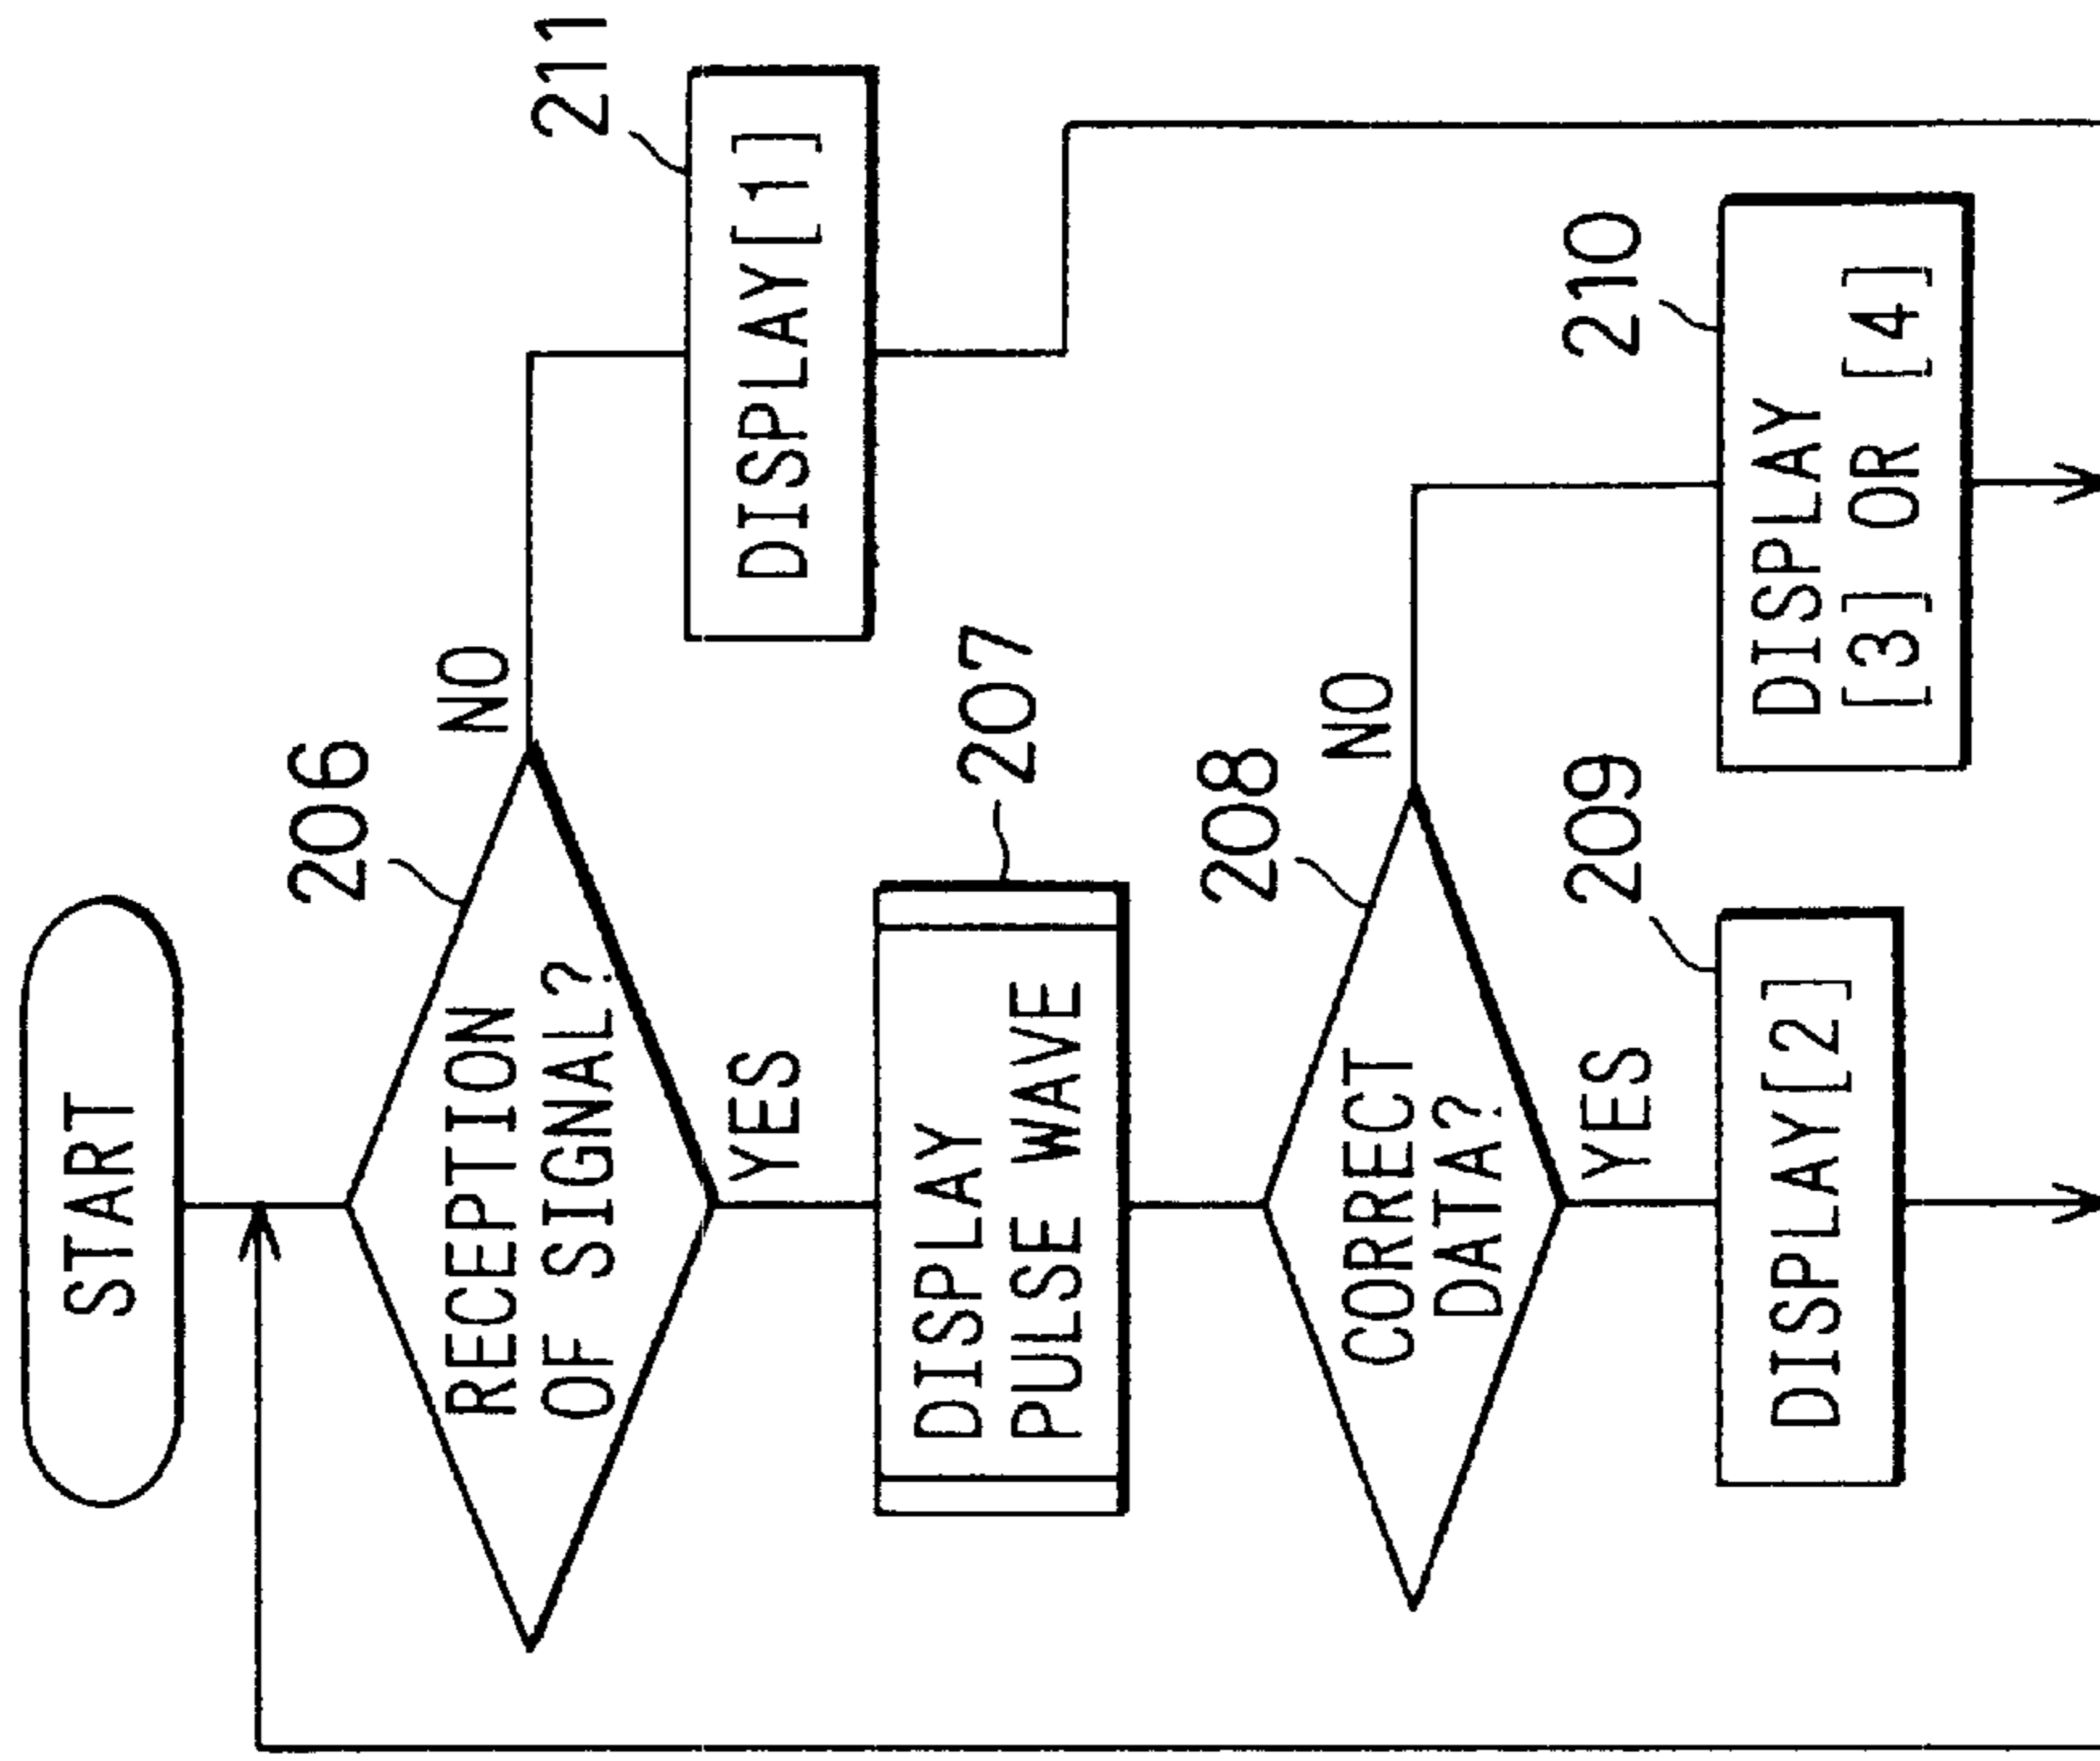 START
206
RECEPTION
OF SIGNAL?
NO
211
DISPLAY[1]
YES
207
DISPLAY
PULSE WAVE
208
CORRECT
DATA?
NO
210
DISPLAY
[3] OR [4]
YES
209
DISPLAY[2]